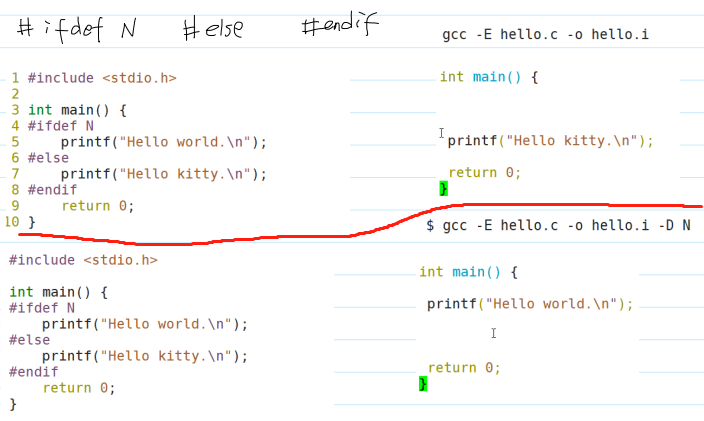 #ifdef N #else #endif
gcc -E hello.c -o hello.i
1 #include <stdio.h>
2
3 int main() {
4 #ifdef N
5     printf("Hello world.\n");
6 #else
7     printf("Hello kitty.\n");
8 #endif
9     return 0;
10 }
int main() {
printf("Hello kitty.\n");
return 0;
}
$ gcc -E hello.c -o hello.i -D N
#include <stdio.h>
int main() {
#ifdef N
    printf("Hello world.\n");
#else
    printf("Hello kitty.\n");
#endif
    return 0;
}
int main() {
printf("Hello world.\n");
return 0;
}